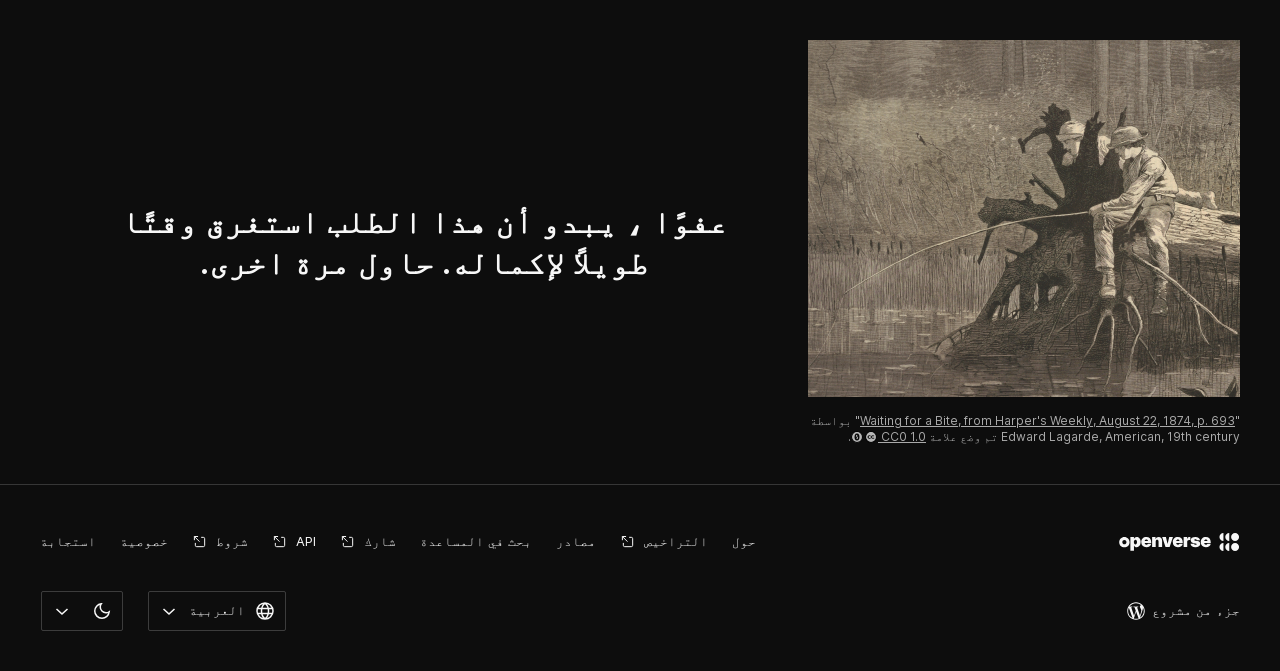 عفوًا ، يبدو أن هذا الطلب استغرق وقتًا
طويلاً لإكماله. حاول مرة اخرى.
"Waiting for a Bite, from Harper's Weekly, August 22, 1874, p. 693" بواسطة
Edward Lagarde, American, 19th century تم وضع علامة CC0 1.0.
openverse
حول
التراخيص
مصادر
بحث في المساعدة
شارك
API
شروط
خصوصية
استجابة
جزء من مشروع
العربية